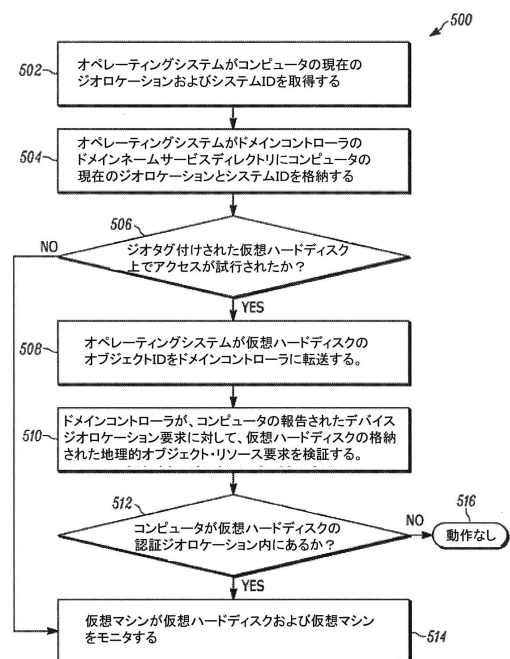 500
502
オペレーティングシステムがコンピュータの現在の
ジオロケーションおよびシステムIDを取得する
504
オペレーティングシステムがドメインコントローラの
ドメインネームサービスディレクトリにコンピュータの
現在のジオロケーションとシステムIDを格納する
506
NO
ジオタグ付けされた仮想ハードディスク
上でアクセスが試行されたか？
YES
508
オペレーティングシステムが仮想ハードディスクの
オブジェクトIDをドメインコントローラに転送する。
510
ドメインコントローラが、コンピュータの報告されたデバイス
ジオロケーション要求に対して、仮想ハードディスクの格納
された地理的オブジェクト・リソース要求を検証する。
512
コンピュータが仮想ハードディスクの
認証ジオロケーション内にあるか？
NO
516
動作なし
YES
仮想マシンが仮想ハードディスクおよび仮想マシン
をモニタする
514